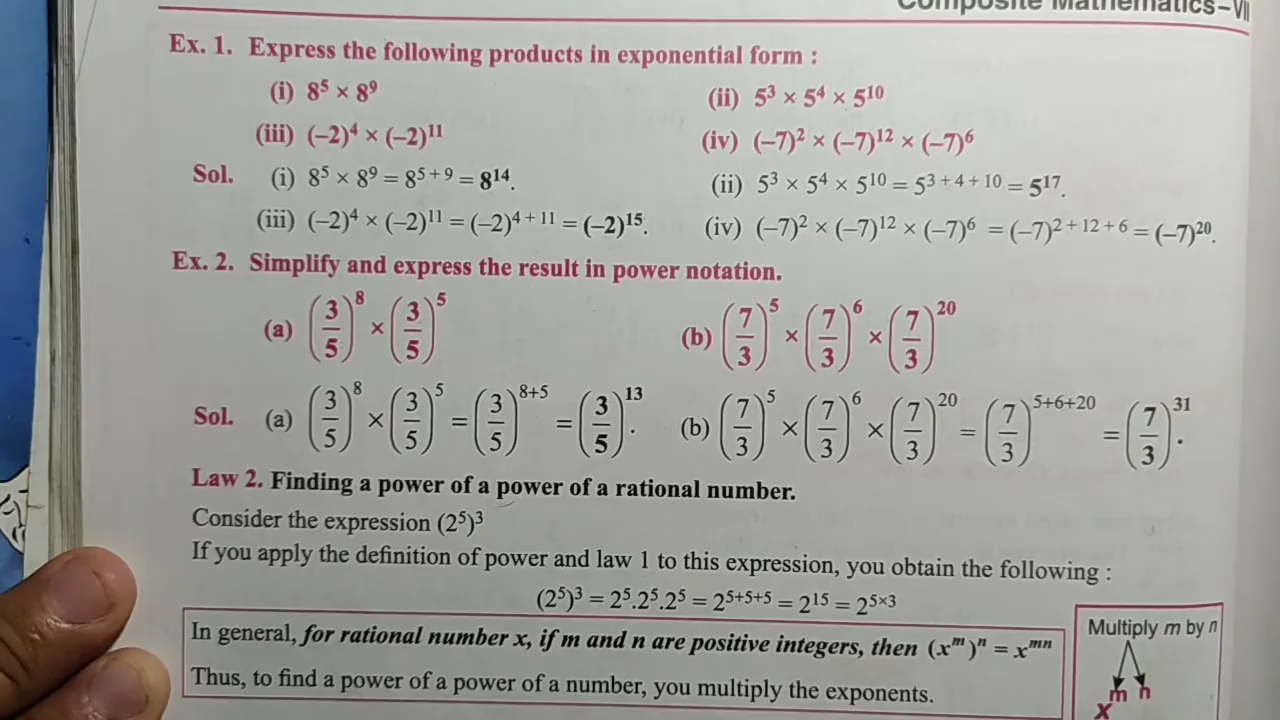 Composite Mathematics–VII
Ex. 1. Express the following products in exponential form :
(i) 8⁵ × 8⁹ (ii) 5³ × 5⁴ × 5¹⁰
(iii) (–2)⁴ × (–2)¹¹ (iv) (–7)² × (–7)¹² × (–7)⁶
Sol. (i) 8⁵ × 8⁹ = 8⁵⁺⁹ = 8¹⁴. (ii) 5³ × 5⁴ × 5¹⁰ = 5³⁺⁴⁺¹⁰ = 5¹⁷.
(iii) (–2)⁴ × (–2)¹¹ = (–2)⁴⁺¹¹ = (–2)¹⁵. (iv) (–7)² × (–7)¹² × (–7)⁶ = (–7)²⁺¹²⁺⁶ = (–7)²⁰.
Ex. 2. Simplify and express the result in power notation.
(a) (3/5)⁸ × (3/5)⁵ (b) (7/3)⁵ × (7/3)⁶ × (7/3)²⁰
Sol. (a) (3/5)⁸ × (3/5)⁵ = (3/5)⁸⁺⁵ = (3/5)¹³. (b) (7/3)⁵ × (7/3)⁶ × (7/3)²⁰ = (7/3)⁵⁺⁶⁺²⁰ = (7/3)³¹.
Law 2. Finding a power of a power of a rational number.
Consider the expression (2⁵)³
If you apply the definition of power and law 1 to this expression, you obtain the following :
(2⁵)³ = 2⁵.2⁵.2⁵ = 2⁵⁺⁵⁺⁵ = 2¹⁵ = 2⁵ˣ³
In general, for rational number x, if m and n are positive integers, then (xᵐ)ⁿ = xᵐⁿ
Thus, to find a power of a power of a number, you multiply the exponents.
Multiply m by n
m n
x